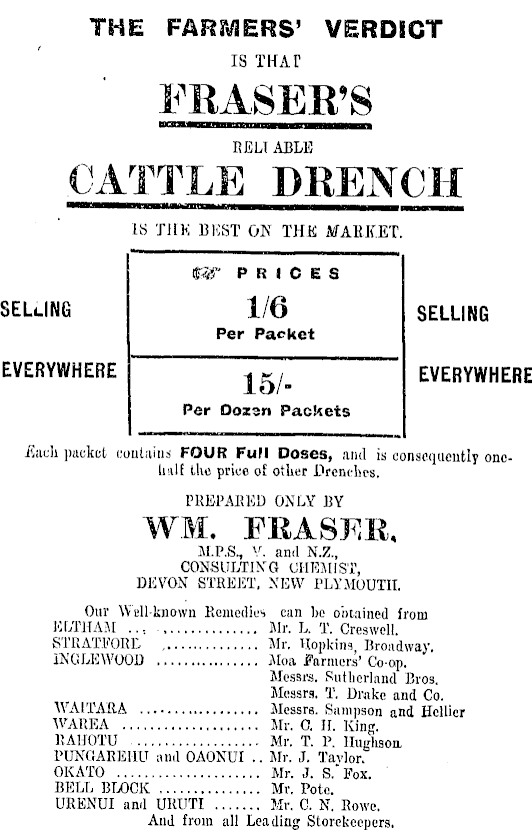 THE FARMERS' VERDICT
IS THAT
FRASER'S
RELIABLE
CATTLE DRENCH
IS THE BEST ON THE MARKET.
PRICES
1/6
Per Packet
SELLING
EVERYWHERE
15/-
Per Dozen Packets
SELLING
EVERYWHERE
Each packet contains FOUR Full Doses, and is consequently one-
half the price of other Drenches.
PREPARED ONLY BY
WM. FRASER,
M.P.S., V. and N.Z.,
CONSULTING CHEMIST,
DEVON STREET, NEW PLYMOUTH.
Our Well-known Remedies can be obtained from
ELTHAM ................ Mr. L. T. Creswell.
STRATFORD .............. Mr. Hopkins, Broadway.
INGLEWOOD ............... Moa Farmers' Co-op.
Messrs. Sutherland Bros.
Messrs. T. Drake and Co.
WAITARA ................. Messrs. Sampson and Hellier
WAREA .................... Mr. C. H. King.
RAHOTU .................. Mr. T. P. Hughson
PUNGAREHU and OAONUI .. Mr. J. Taylor.
OKATO ..................... Mr. J. S. Fox.
BELL BLOCK ................ Mr. Pote.
URENUI and URUTI ....... Mr. C. N. Rowe.
And from all Leading Storekeepers.